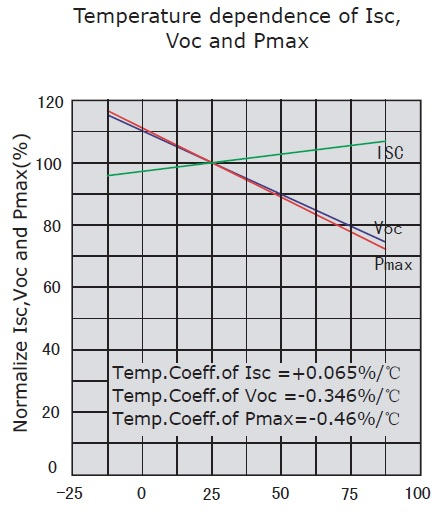 Temperature dependence of Isc,
Voc and Pmax
Normalize Isc,Voc and Pmax(%)
120
100
80
60
40
20
0
ISC
Voc
Pmax
Temp.Coeff.of Isc =+0.065%/℃
Temp.Coeff.of Voc =-0.346%/℃
Temp.Coeff.of Pmax=-0.46%/℃
-25 0 25 50 75 100